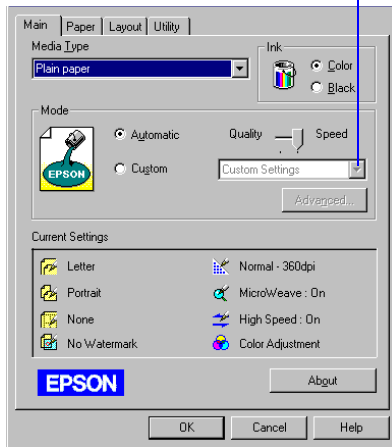 Main Paper Layout Utility
Media Type
Plain paper
Ink
Color
Black
Mode
EPSON
Automatic
Custom
Quality Speed
Custom Settings
Advanced...
Current Settings
Letter
Portrait
None
No Watermark
Normal - 360dpi
MicroWeave : On
High Speed : On
Color Adjustment
EPSON
About
OK Cancel Help